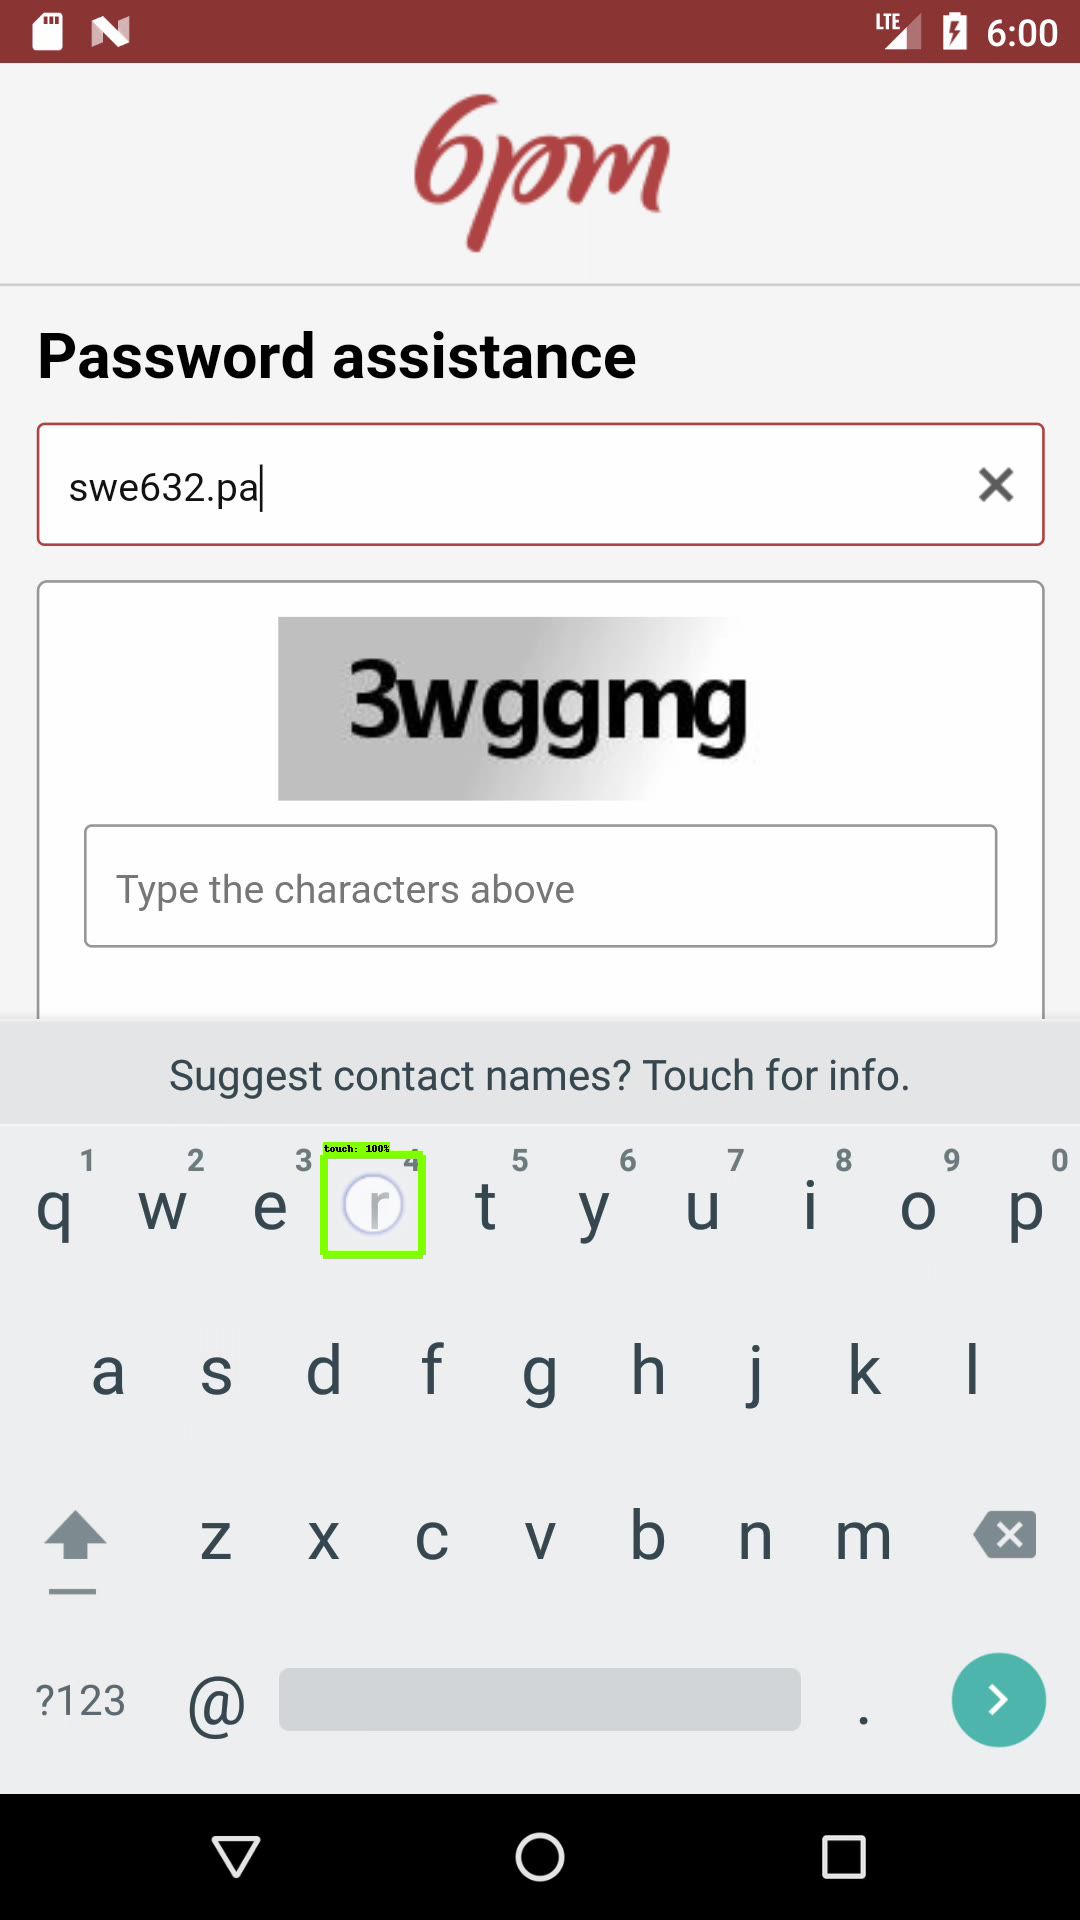 LTE 6:00
6pm
Password assistance
swe632.pa
3wggmg
Type the characters above
Suggest contact names? Touch for info.
touch: 100%
1 2 3 4 5 6 7 8 9 0
q w e r t y u i o p
a s d f g h j k l
z x c v b n m
?123 @ .